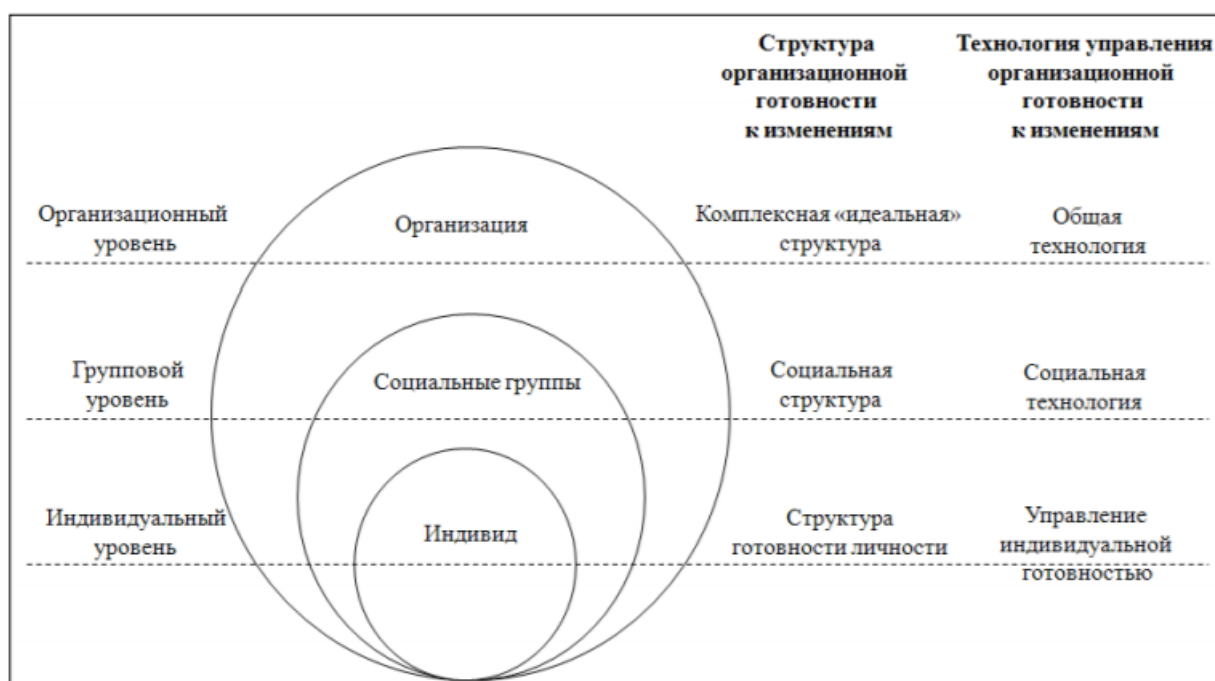 Структура
организационной
готовности
к изменениям
Технология управления
организационной
готовности
к изменениям
Организационный
уровень
Организация
Комплексная «идеальная»
структура
Общая
технология
Групповой
уровень
Социальные группы
Социальная
структура
Социальная
технология
Индивидуальный
уровень
Индивид
Структура
готовности личности
Управление
индивидуальной
готовностью